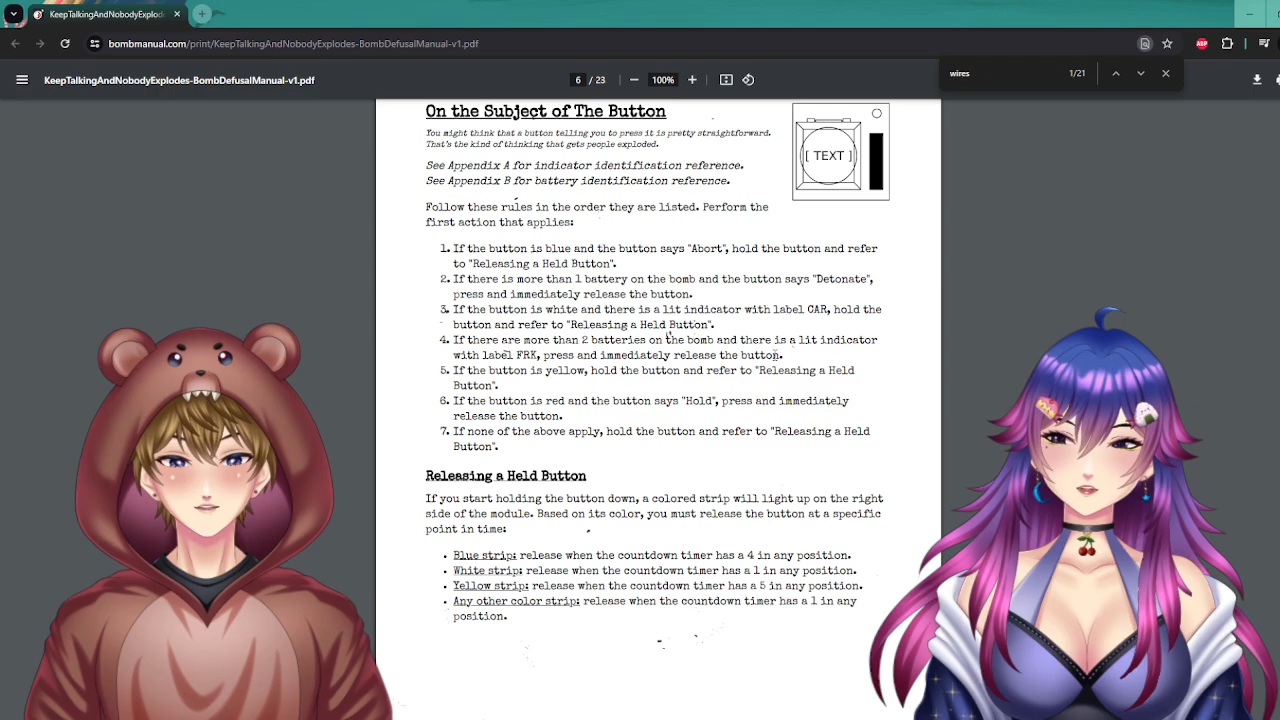 KeepTalkingAndNobodyExplod
bombmanual.com/print/KeepTalkingAndNobodyExplodes-BombDefusalManual-v1.pdf
ABP
KeepTalkingAndNobodyExplodes-BombDefusalManual-v1.pdf
6 / 23
100%
wires
1/21
On the Subject of The Button
You might think that a button telling you to press it is pretty straightforward.
That's the kind of thinking that gets people exploded.
[ TEXT ]
See Appendix A for indicator identification reference.
See Appendix B for battery identification reference.
Follow these rules in the order they are listed. Perform the
first action that applies:
1. If the button is blue and the button says "Abort", hold the button and refer
to "Releasing a Held Button".
2. If there is more than 1 battery on the bomb and the button says "Detonate",
press and immediately release the button.
3. If the button is white and there is a lit indicator with label CAR, hold the
button and refer to "Releasing a Held Button".
4. If there are more than 2 batteries on the bomb and there is a lit indicator
with label FRK, press and immediately release the button.
5. If the button is yellow, hold the button and refer to "Releasing a Held
Button".
6. If the button is red and the button says "Hold", press and immediately
release the button.
7. If none of the above apply, hold the button and refer to "Releasing a Held
Button".
Releasing a Held Button
If you start holding the button down, a colored strip will light up on the right
side of the module. Based on its color, you must release the button at a specific
point in time:
• Blue strip: release when the countdown timer has a 4 in any position.
• White strip: release when the countdown timer has a 1 in any position.
• Yellow strip: release when the countdown timer has a 5 in any position.
• Any other color strip: release when the countdown timer has a 1 in any
position.